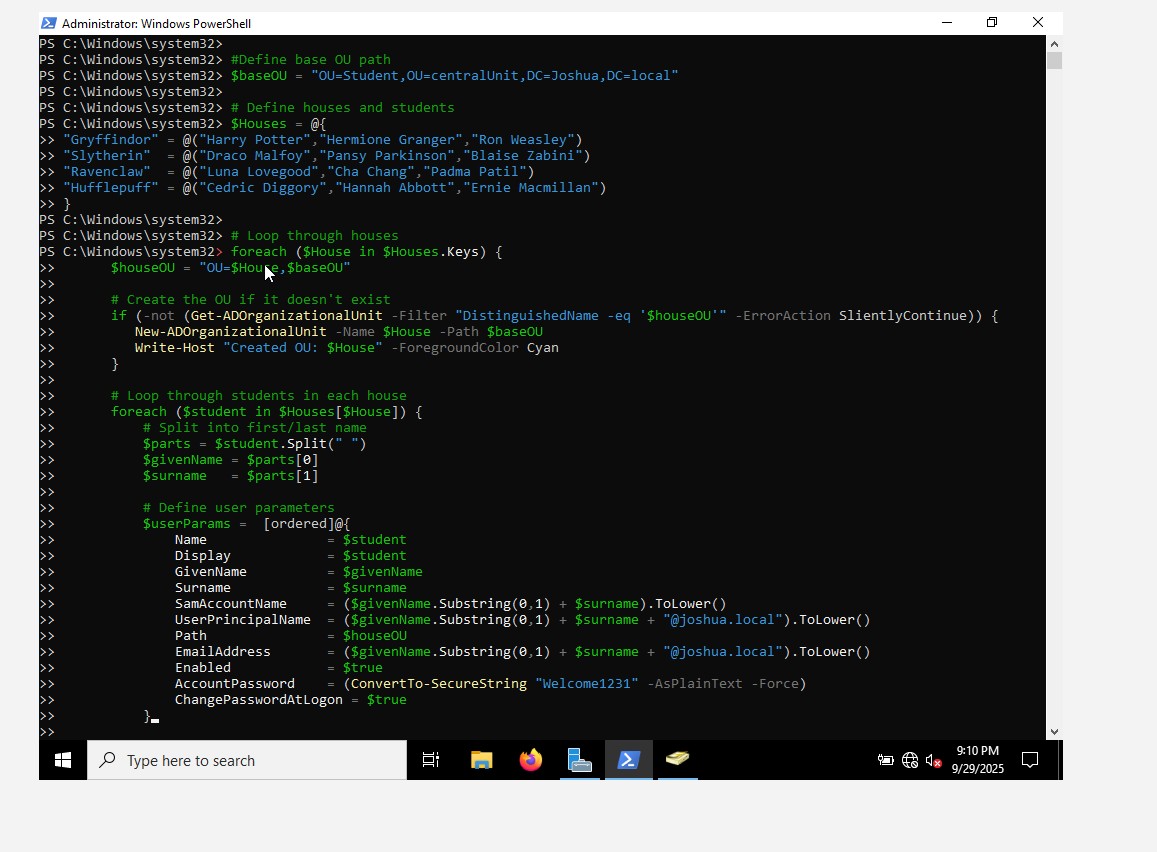 Administrator: Windows PowerShell
PS C:\Windows\system32>
PS C:\Windows\system32> #Define base OU path
PS C:\Windows\system32> $baseOU = "OU=Student,OU=centralUnit,DC=Joshua,DC=local"
PS C:\Windows\system32>
PS C:\Windows\system32> # Define houses and students
PS C:\Windows\system32> $Houses = @{
>> "Gryffindor" = @("Harry Potter","Hermione Granger","Ron Weasley")
>> "Slytherin"  = @("Draco Malfoy","Pansy Parkinson","Blaise Zabini")
>> "Ravenclaw"  = @("Luna Lovegood","Cha Chang","Padma Patil")
>> "Hufflepuff" = @("Cedric Diggory","Hannah Abbott","Ernie Macmillan")
>> }
PS C:\Windows\system32>
PS C:\Windows\system32> # Loop through houses
PS C:\Windows\system32> foreach ($House in $Houses.Keys) {
>>       $houseOU = "OU=$House,$baseOU"
>>
>>       # Create the OU if it doesn't exist
>>       if (-not (Get-ADOrganizationalUnit -Filter "DistinguishedName -eq '$houseOU'" -ErrorAction SlientlyContinue)) {
>>          New-ADOrganizationalUnit -Name $House -Path $baseOU
>>          Write-Host "Created OU: $House" -ForegroundColor Cyan
>>       }
>>
>>       # Loop through students in each house
>>       foreach ($student in $Houses[$House]) {
>>           # Split into first/last name
>>           $parts = $student.Split(" ")
>>           $givenName = $parts[0]
>>           $surname   = $parts[1]
>>
>>           # Define user parameters
>>           $userParams =  [ordered]@{
>>               Name               = $student
>>               Display            = $student
>>               GivenName          = $givenName
>>               Surname            = $surname
>>               SamAccountName     = ($givenName.Substring(0,1) + $surname).ToLower()
>>               UserPrincipalName  = ($givenName.Substring(0,1) + $surname + "@joshua.local").ToLower()
>>               Path               = $houseOU
>>               EmailAddress       = ($givenName.Substring(0,1) + $surname + "@joshua.local").ToLower()
>>               Enabled            = $true
>>               AccountPassword    = (ConvertTo-SecureString "Welcome1231" -AsPlainText -Force)
>>               ChangePasswordAtLogon = $true
>>           }
>>
Type here to search
9:10 PM
9/29/2025